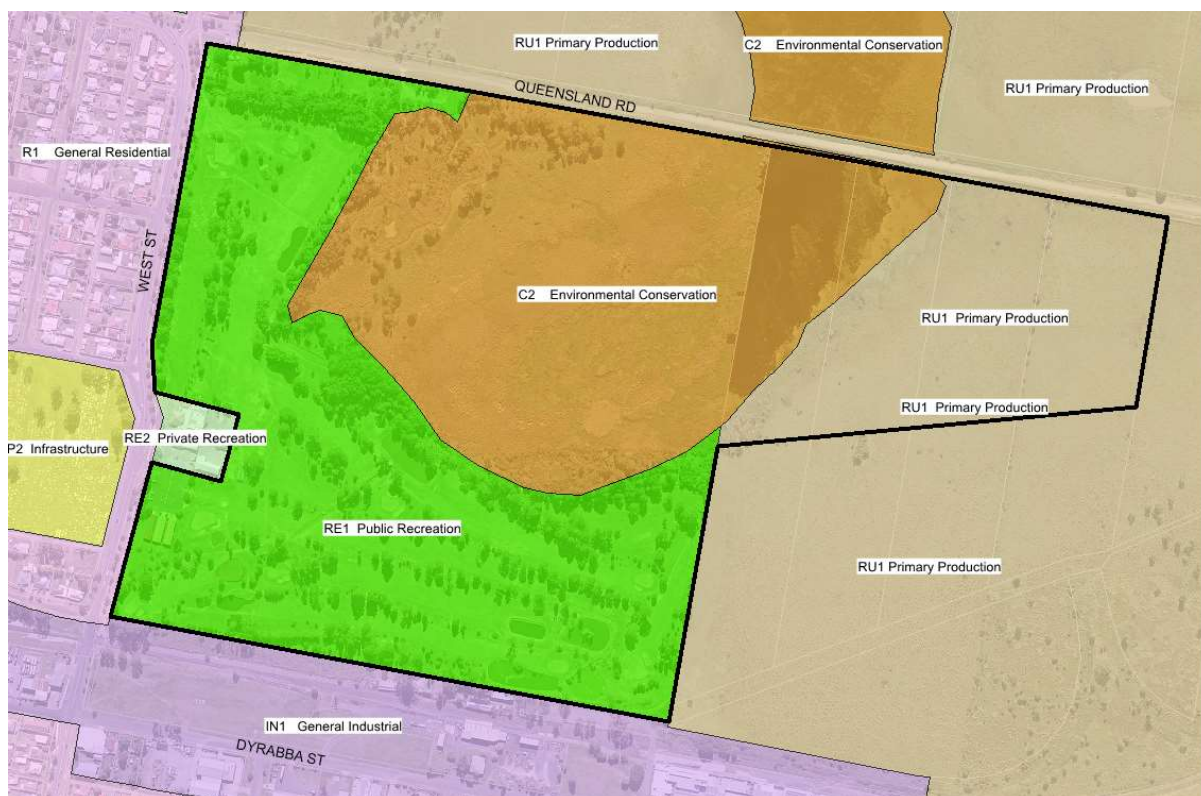 RU1 Primary Production
C2 Environmental Conservation
RU1 Primary Production
QUEENSLAND RD
R1 General Residential
WEST ST
C2 Environmental Conservation
RU1 Primary Production
RU1 Primary Production
RE2 Private Recreation
P2 Infrastructure
RE1 Public Recreation
RU1 Primary Production
IN1 General Industrial
DYRABBA ST